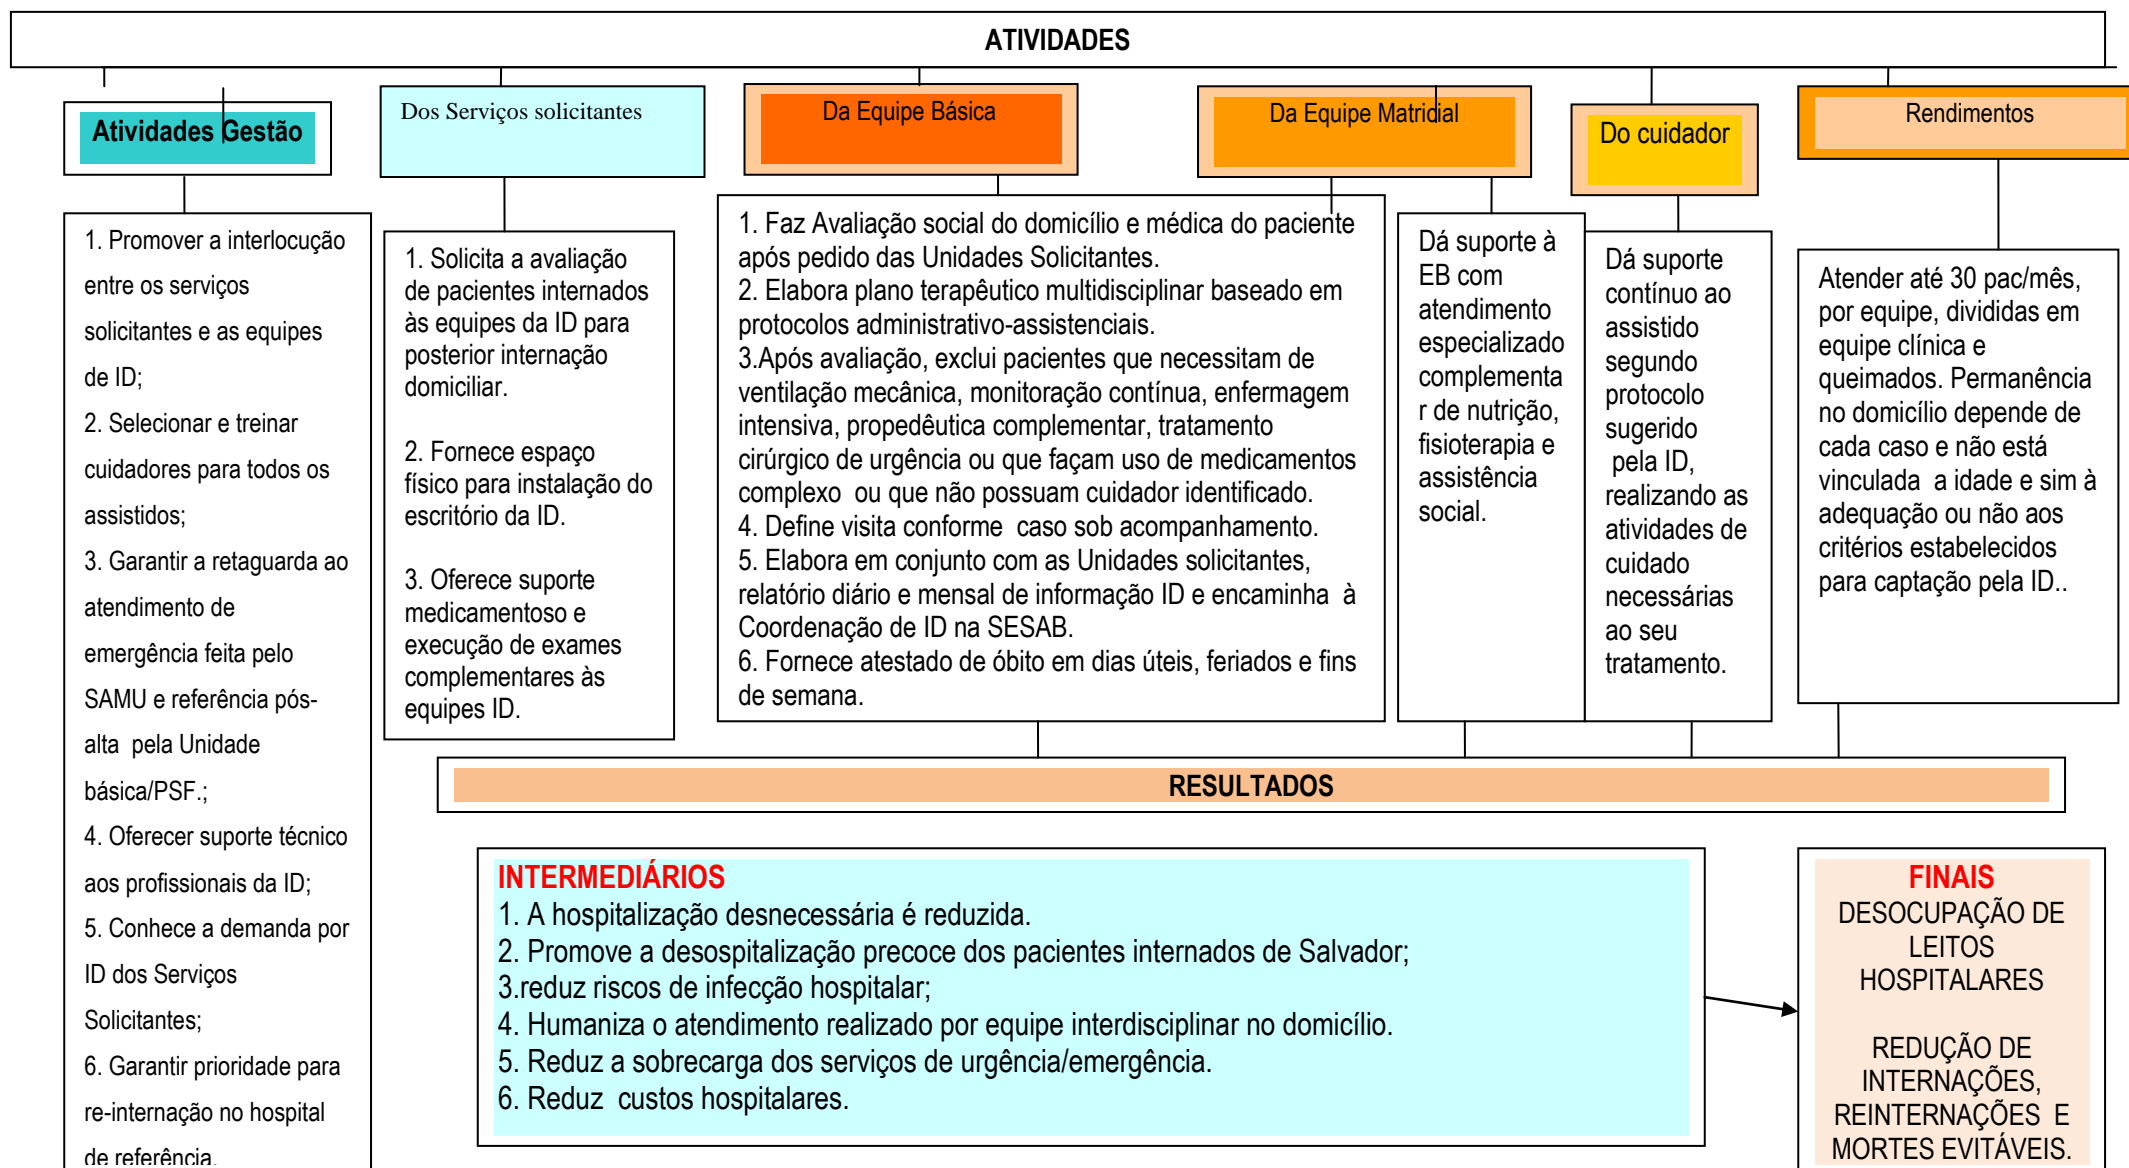 ATIVIDADES
Atividades Gestão
Dos Serviços solicitantes
Da Equipe Básica
Da Equipe Matricial
Do cuidador
Rendimentos
1. Promover a interlocução
entre os serviços
solicitantes e as equipes
de ID;
2. Selecionar e treinar
cuidadores para todos os
assistidos;
3. Garantir a retaguarda ao
atendimento de
emergência feita pelo
SAMU e referência pós-
alta  pela Unidade
básica/PSF.;
4. Oferecer suporte técnico
aos profissionais da ID;
5. Conhece a demanda por
ID dos Serviços
Solicitantes;
6. Garantir prioridade para
re-internação no hospital
de referência.
1. Solicita a avaliação
de pacientes internados
às equipes da ID para
posterior internação
domiciliar.
2. Fornece espaço
físico para instalação do
escritório da ID.
3. Oferece suporte
medicamentoso e
execução de exames
complementares às
equipes ID.
1. Faz Avaliação social do domicílio e médica do paciente
após pedido das Unidades Solicitantes.
2. Elabora plano terapêutico multidisciplinar baseado em
protocolos administrativo-assistenciais.
3.Após avaliação, exclui pacientes que necessitam de
ventilação mecânica, monitoração contínua, enfermagem
intensiva, propedêutica complementar, tratamento
cirúrgico de urgência ou que façam uso de medicamentos
complexo  ou que não possuam cuidador identificado.
4. Define visita conforme  caso sob acompanhamento.
5. Elabora em conjunto com as Unidades solicitantes,
relatório diário e mensal de informação ID e encaminha  à
Coordenação de ID na SESAB.
6. Fornece atestado de óbito em dias úteis, feriados e fins
de semana.
Dá suporte à
EB com
atendimento
especializado
complementa
r de nutrição,
fisioterapia e
assistência
social.
Dá suporte
contínuo ao
assistido
segundo
protocolo
sugerido
pela ID,
realizando as
atividades de
cuidado
necessárias
ao seu
tratamento.
Atender até 30 pac/mês,
por equipe, divididas em
equipe clínica e
queimados. Permanência
no domicílio depende de
cada caso e não está
vinculada  a idade e sim à
adequação ou não aos
critérios estabelecidos
para captação pela ID..
RESULTADOS
INTERMEDIÁRIOS
1. A hospitalização desnecessária é reduzida.
2. Promove a desospitalização precoce dos pacientes internados de Salvador;
3.reduz riscos de infecção hospitalar;
4. Humaniza o atendimento realizado por equipe interdisciplinar no domicílio.
5. Reduz a sobrecarga dos serviços de urgência/emergência.
6. Reduz  custos hospitalares.
FINAIS
DESOCUPAÇÃO DE
LEITOS
HOSPITALARES
REDUÇÃO DE
INTERNAÇÕES,
REINTERNAÇÕES  E
MORTES EVITÁVEIS.